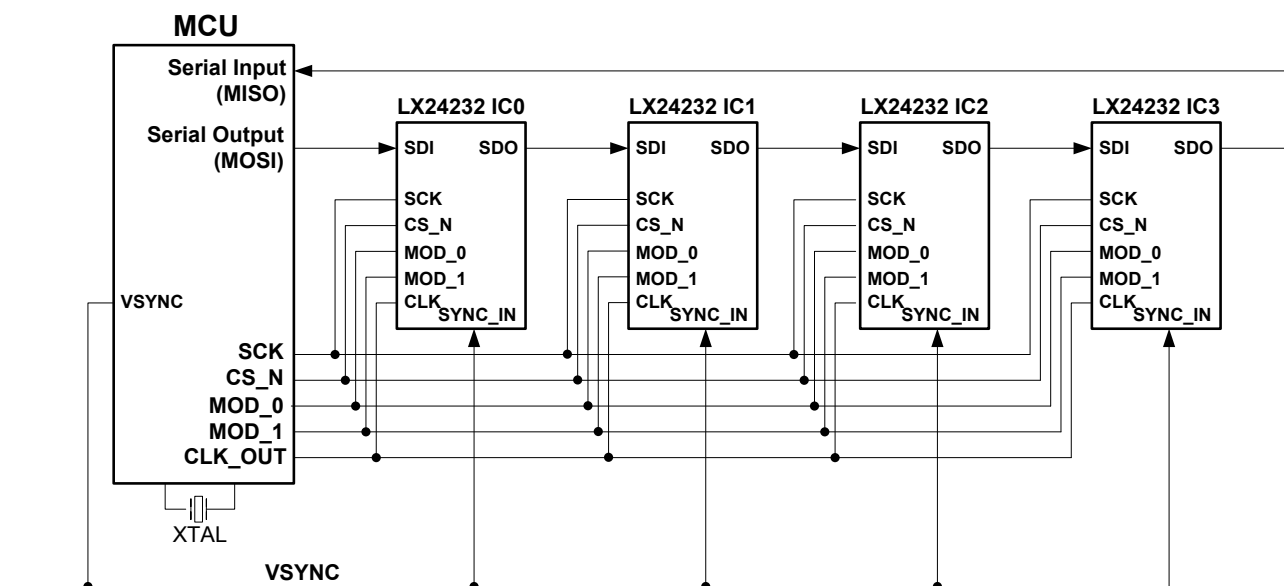 MCU
Serial Input
(MISO)
Serial Output
(MOSI)
VSYNC
SCK
CS_N
MOD_0
MOD_1
CLK_OUT
XTAL
LX24232 IC0
SDI SDO
SCK
CS_N
MOD_0
MOD_1
CLK
SYNC_IN
LX24232 IC1
SDI SDO
SCK
CS_N
MOD_0
MOD_1
CLK
SYNC_IN
LX24232 IC2
SDI SDO
SCK
CS_N
MOD_0
MOD_1
CLK
SYNC_IN
LX24232 IC3
SDI SDO
SCK
CS_N
MOD_0
MOD_1
CLK
SYNC_IN
VSYNC